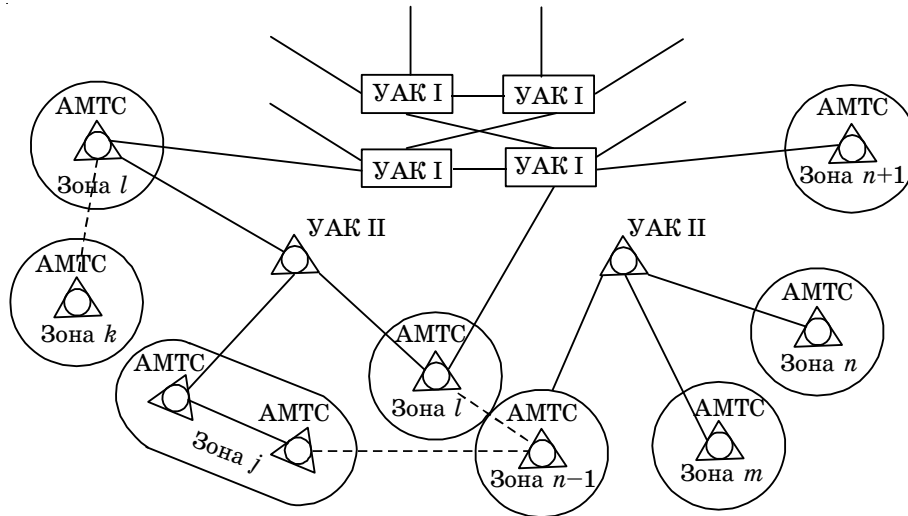 УАК I
УАК I
АМТС
АМТС
УАК I
УАК I
Зона l
Зона n+1
УАК II
УАК II
АМТС
Зона k
АМТС
АМТС
Зона n
АМТС
АМТС
Зона j
Зона l
АМТС
Зона n−1
АМТС
Зона m